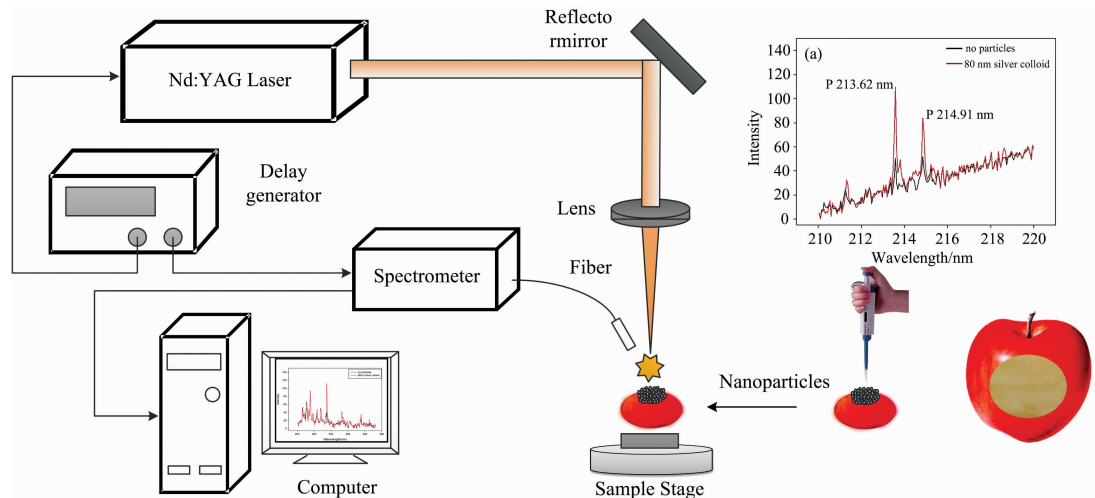 Reflecto
rmirror
Nd:YAG Laser
Delay
generator
Lens
Spectrometer
Fiber
Nanoparticles
Computer
Sample Stage
(a)
no particles
80 nm silver colloid
P 213.62 nm
P 214.91 nm
Intensity
140
120
100
80
60
40
20
0
210 212 214 216 218 220
Wavelength/nm